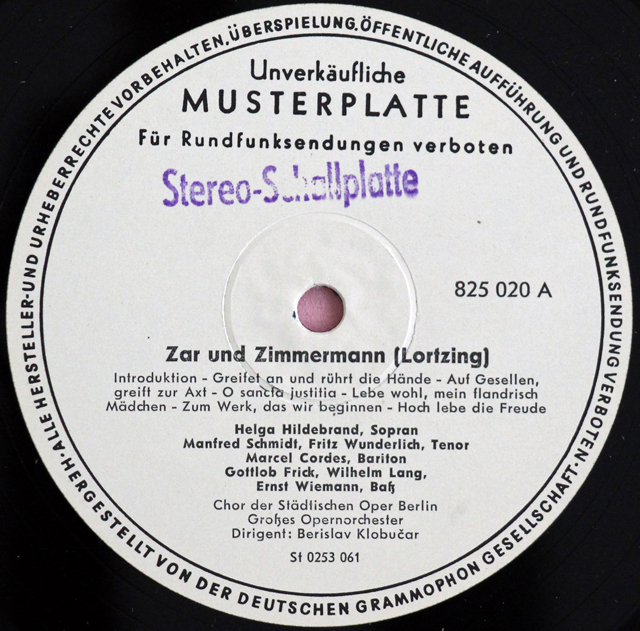 ·ALLE HERSTELLER-UND URHEBERRECHTE VORBEHALTEN, ÜBERSPIELUNG, ÖFFENTLICHE AUFFÜHRUNG UND RUNDFUNKSENDUNG VERBOTEN·
Unverkäufliche
MUSTERPLATTE
Für Rundfunksendungen verboten
Stereo-Schallplatte
825 020 A
Zar und Zimmermann (Lortzing)
Introduktion - Greifet an und rührt die Hände - Auf Gesellen,
greift zur Axt - O sancta justitia - Lebe wohl, mein flandrisch
Mädchen - Zum Werk, das wir beginnen - Hoch lebe die Freude
Helga Hildebrand, Sopran
Manfred Schmidt, Fritz Wunderlich, Tenor
Marcel Cordes, Bariton
Gottlob Frick, Wilhelm Lang,
Ernst Wiemann, Baß
Chor der Städtischen Oper Berlin
Großes Opernorchester
Dirigent: Berislav Klobučar
St 0253 061
HERGESTELLT VON DER DEUTSCHEN GRAMMOPHON GESELLSCHAFT·